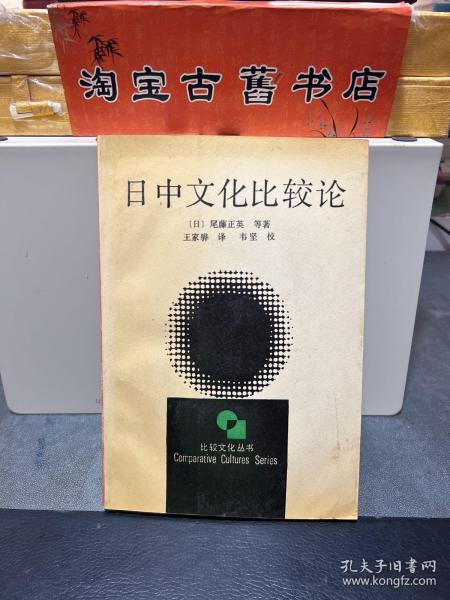 淘宝古舊书店
日中文化比较论
〔日〕尾藤正英 等著
王家骅 译 韦坚 校
比较文化丛书
Comparative Cultures Series
孔夫子旧书网
www.kongfz.com